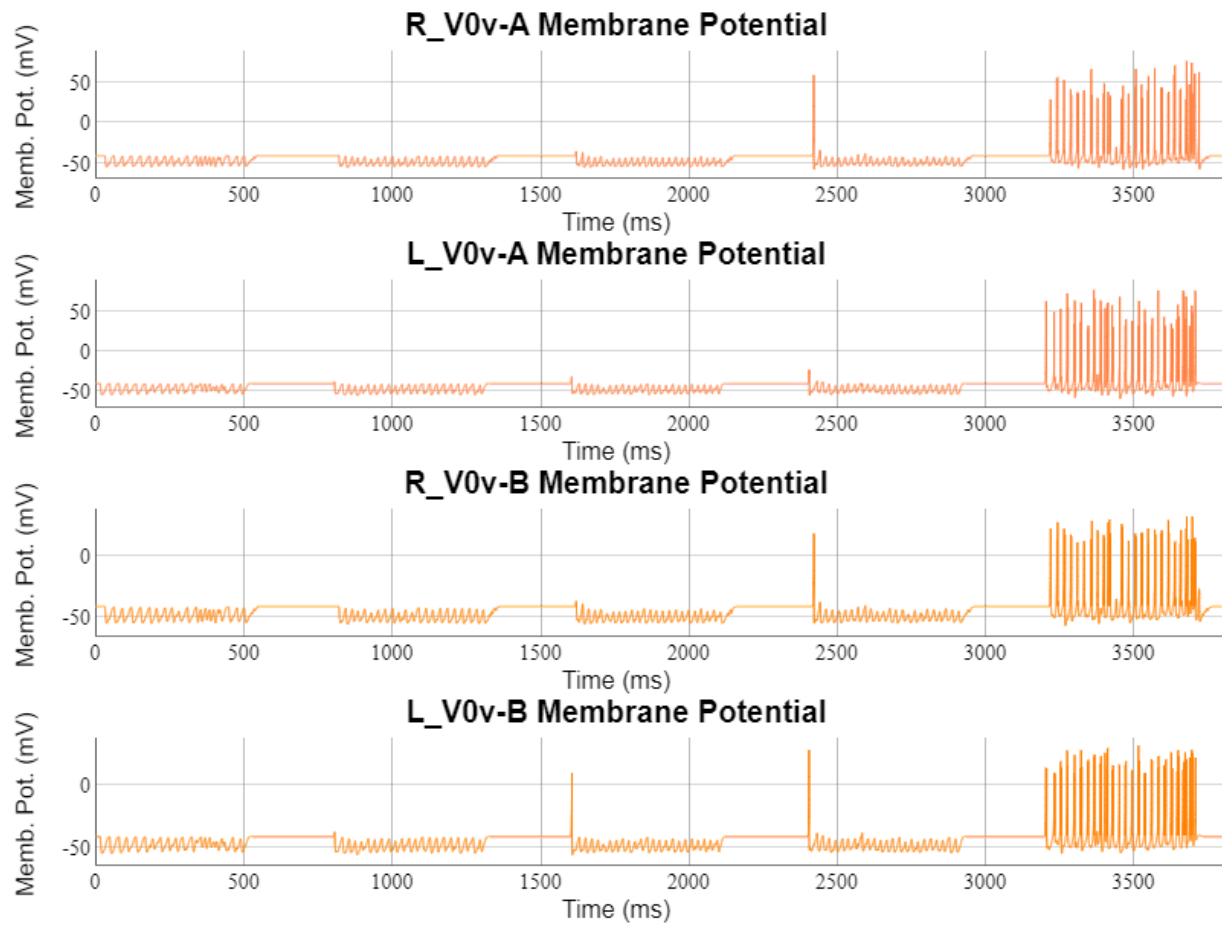 R_V0v-A Membrane Potential
Memb. Pot. (mV)
50
0
-50
0 500 1000 1500 2000 2500 3000 3500
Time (ms)
L_V0v-A Membrane Potential
Memb. Pot. (mV)
50
0
-50
0 500 1000 1500 2000 2500 3000 3500
Time (ms)
R_V0v-B Membrane Potential
Memb. Pot. (mV)
0
-50
0 500 1000 1500 2000 2500 3000 3500
Time (ms)
L_V0v-B Membrane Potential
Memb. Pot. (mV)
0
-50
0 500 1000 1500 2000 2500 3000 3500
Time (ms)